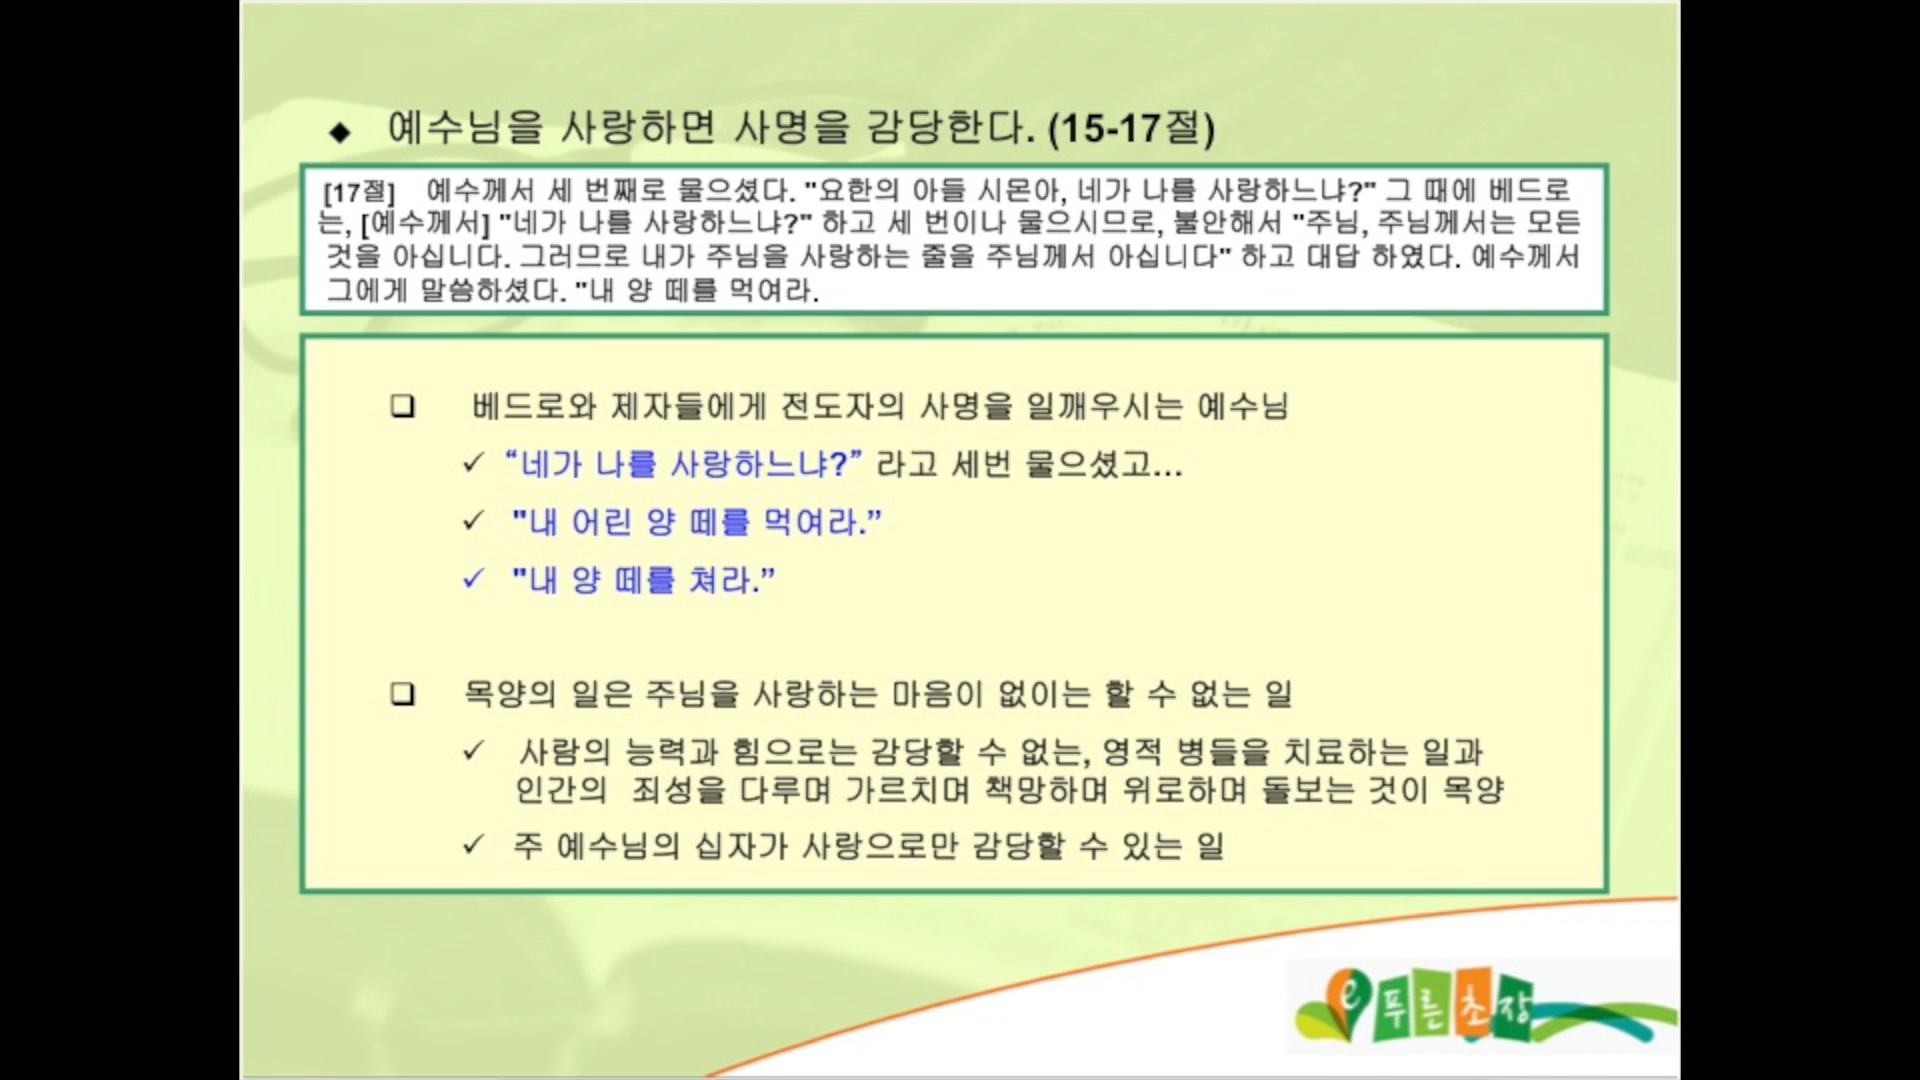 ◆ 예수님을 사랑하면 사명을 감당한다. (15-17절)
[17절] 예수께서 세 번째로 물으셨다. "요한의 아들 시몬아, 네가 나를 사랑하느냐?" 그 때에 베드로
는, [예수께서] "네가 나를 사랑하느냐?" 하고 세 번이나 물으시므로, 불안해서 "주님, 주님께서는 모든
것을 아십니다. 그러므로 내가 주님을 사랑하는 줄을 주님께서 아십니다" 하고 대답 하였다. 예수께서
그에게 말씀하셨다. "내 양 떼를 먹여라.
❑ 베드로와 제자들에게 전도자의 사명을 일깨우시는 예수님
✓ “네가 나를 사랑하느냐?” 라고 세번 물으셨고...
✓ "내 어린 양 떼를 먹여라.”
✓ "내 양 떼를 쳐라.”
❑ 목양의 일은 주님을 사랑하는 마음이 없이는 할 수 없는 일
✓ 사람의 능력과 힘으로는 감당할 수 없는, 영적 병들을 치료하는 일과
인간의 죄성을 다루며 가르치며 책망하며 위로하며 돌보는 것이 목양
✓ 주 예수님의 십자가 사랑으로만 감당할 수 있는 일
e 푸른초장